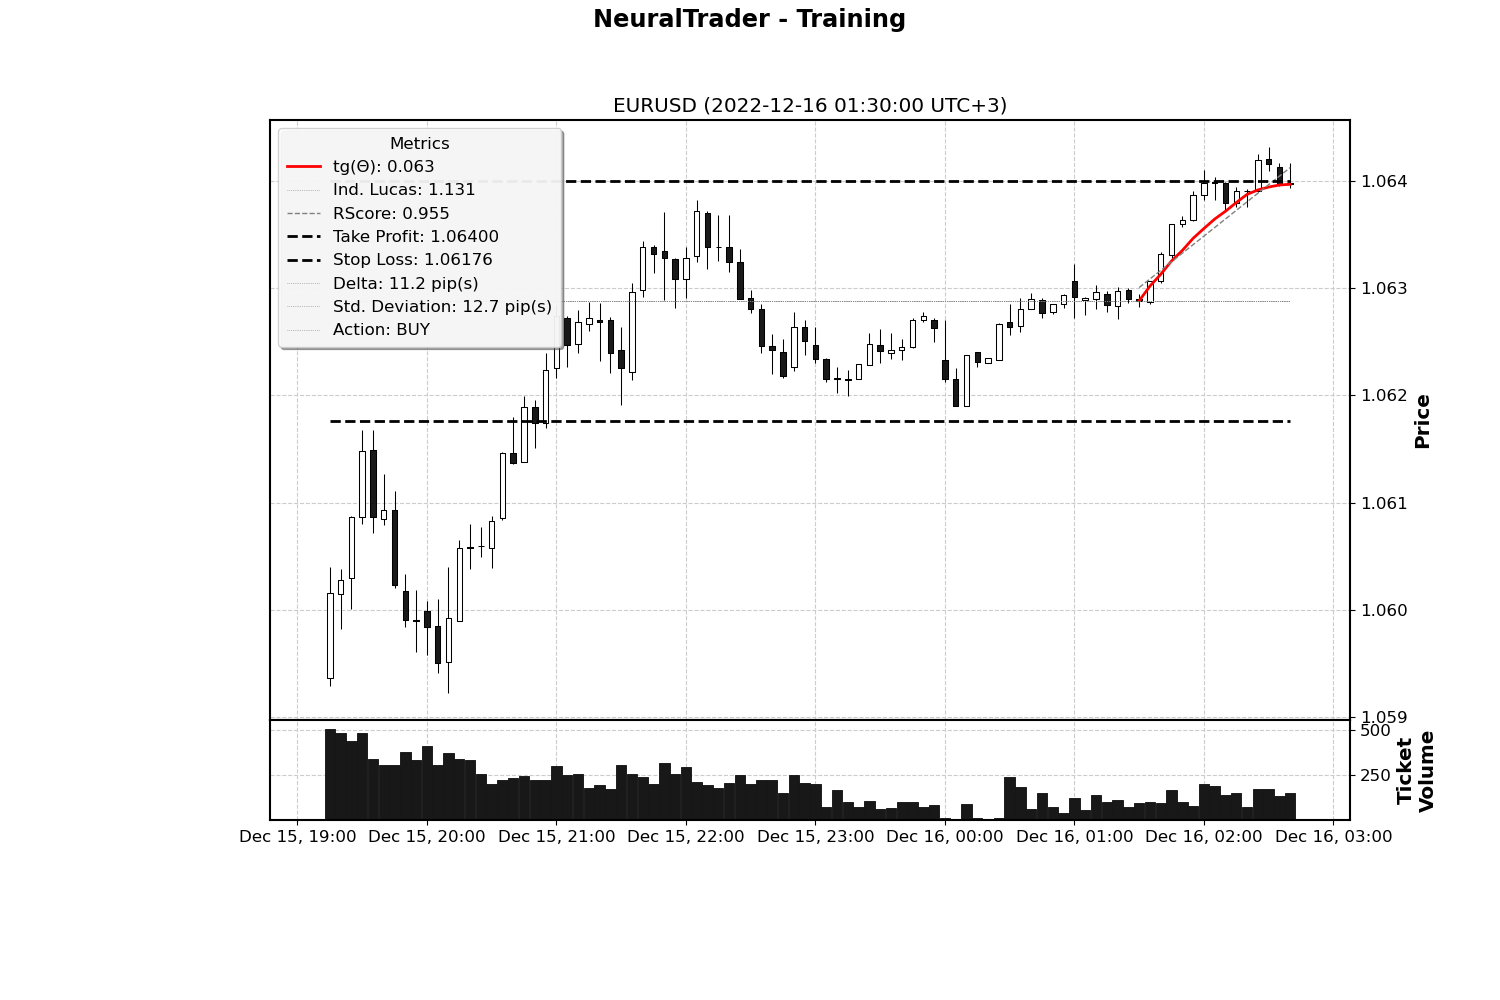 NeuralTrader - Training
EURUSD (2022-12-16 01:30:00 UTC+3)
Metrics
tg(Θ): 0.063
Ind. Lucas: 1.131
RScore: 0.955
Take Profit: 1.06400
Stop Loss: 1.06176
Delta: 11.2 pip(s)
Std. Deviation: 12.7 pip(s)
Action: BUY
1.064
1.063
1.062
1.061
1.060
1.059
Price
500
250
Ticket
Volume
Dec 15, 19:00 Dec 15, 20:00 Dec 15, 21:00 Dec 15, 22:00 Dec 15, 23:00 Dec 16, 00:00 Dec 16, 01:00 Dec 16, 02:00 Dec 16, 03:00